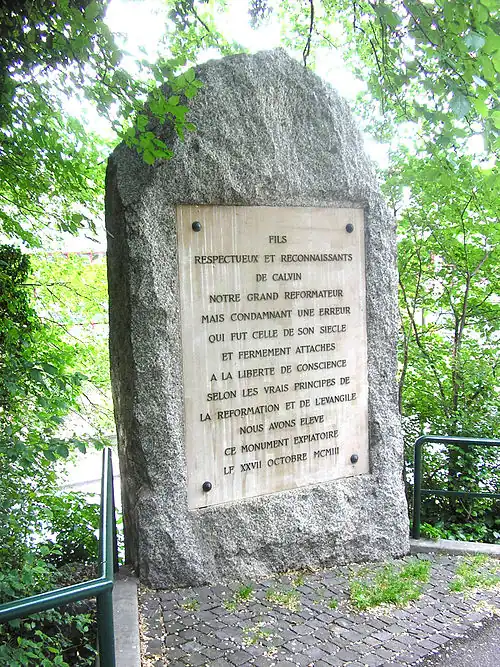 FILS
RESPECTUEUX ET RECONNAISSANTS
DE CALVIN
NOTRE GRAND REFORMATEUR
MAIS CONDAMNANT UNE ERREUR
QUI FUT CELLE DE SON SIECLE
ET FERMEMENT ATTACHES
A LA LIBERTE DE CONSCIENCE
SELON LES VRAIS PRINCIPES DE
LA REFORMATION ET DE L'EVANGILE
NOUS AVONS ELEVE
CE MONUMENT EXPIATOIRE
LE XXVII OCTOBRE MCMIII